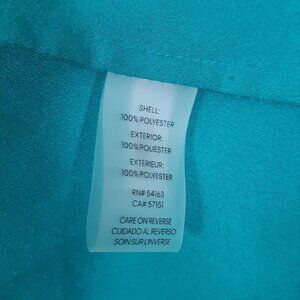 SHELL:
100% POLYESTER
EXTERIOR:
100% POLIÉSTER
EXTÉRIEUR:
100% POLYESTER
RN# 54163
CA# 57151
CARE ON REVERSE
CUIDADO AL REVERSO
SOIN SUR L'INVERSE